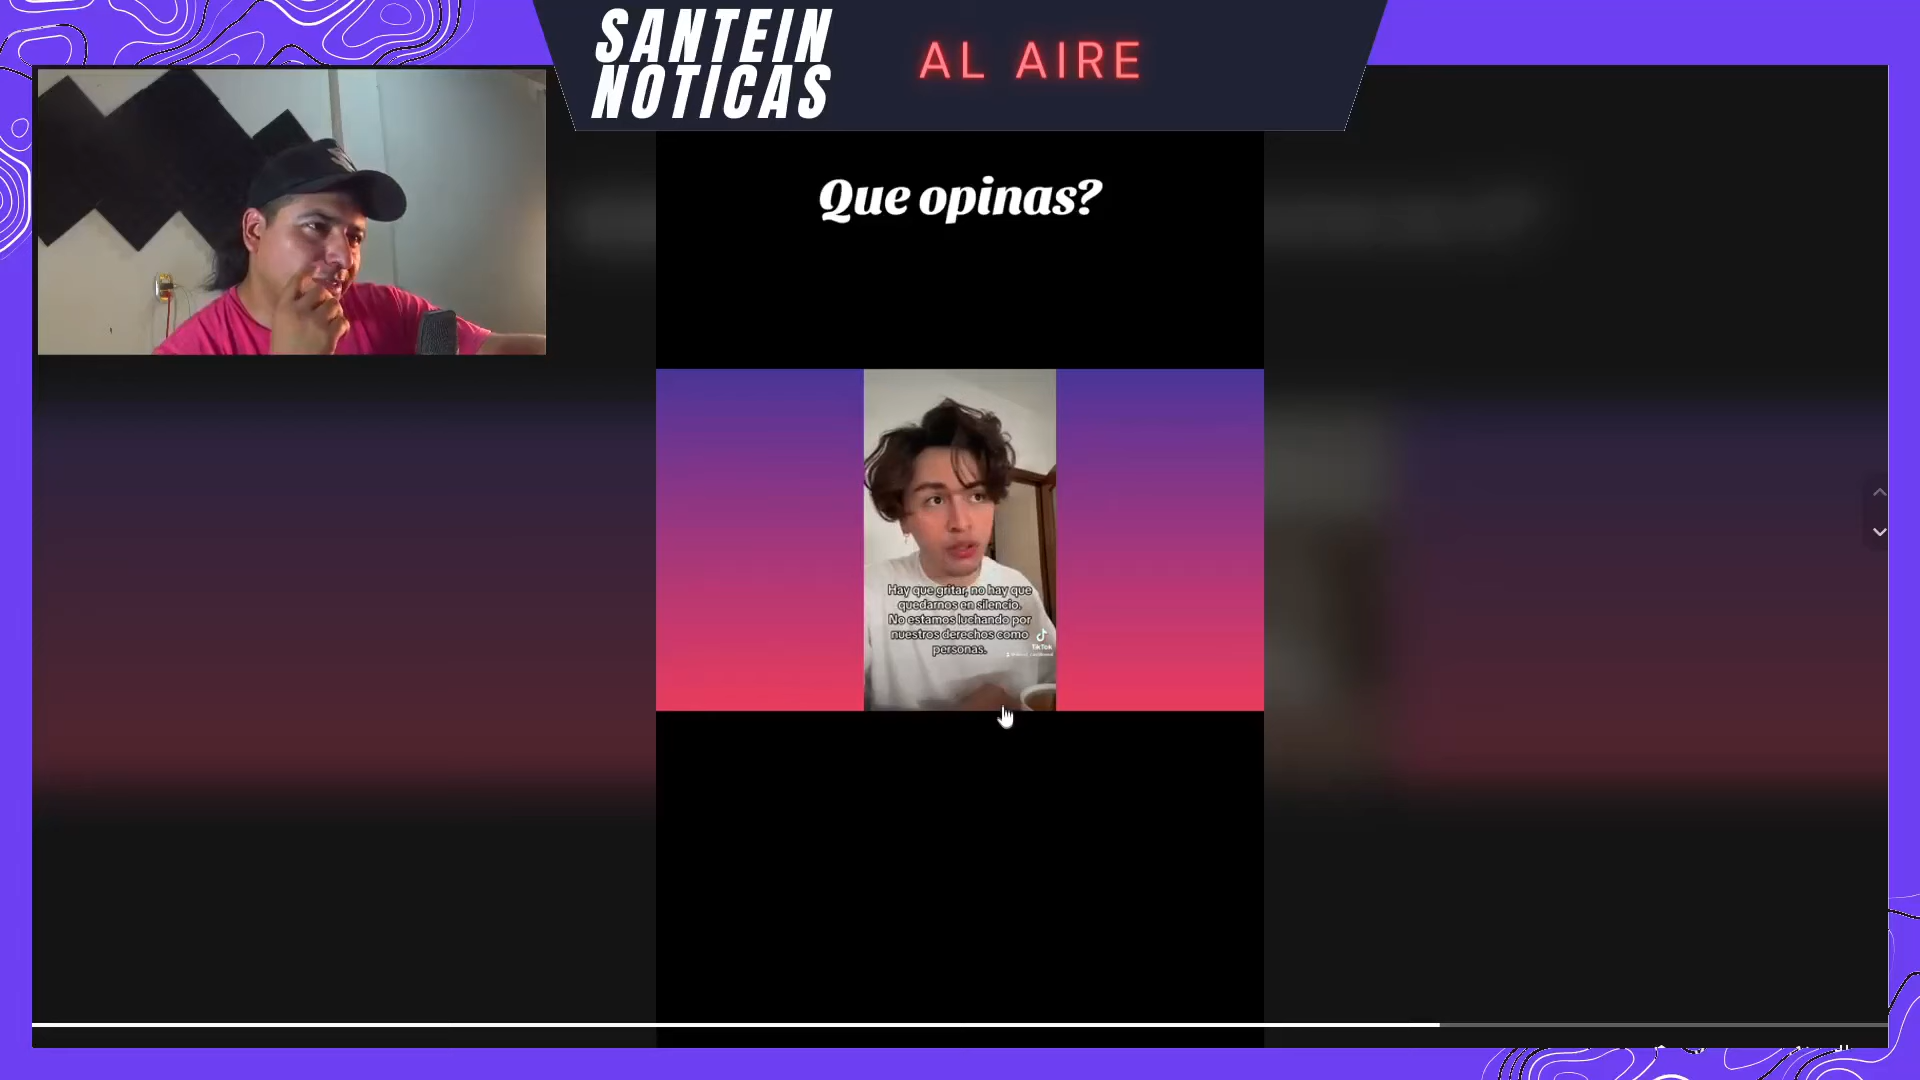 SANTEIN
NOTICAS
AL AIRE
Que opinas?
Hay que gritar, no hay que
quedarnos en silencio.
No estamos luchando por
nuestros derechos como
personas.
TikTok